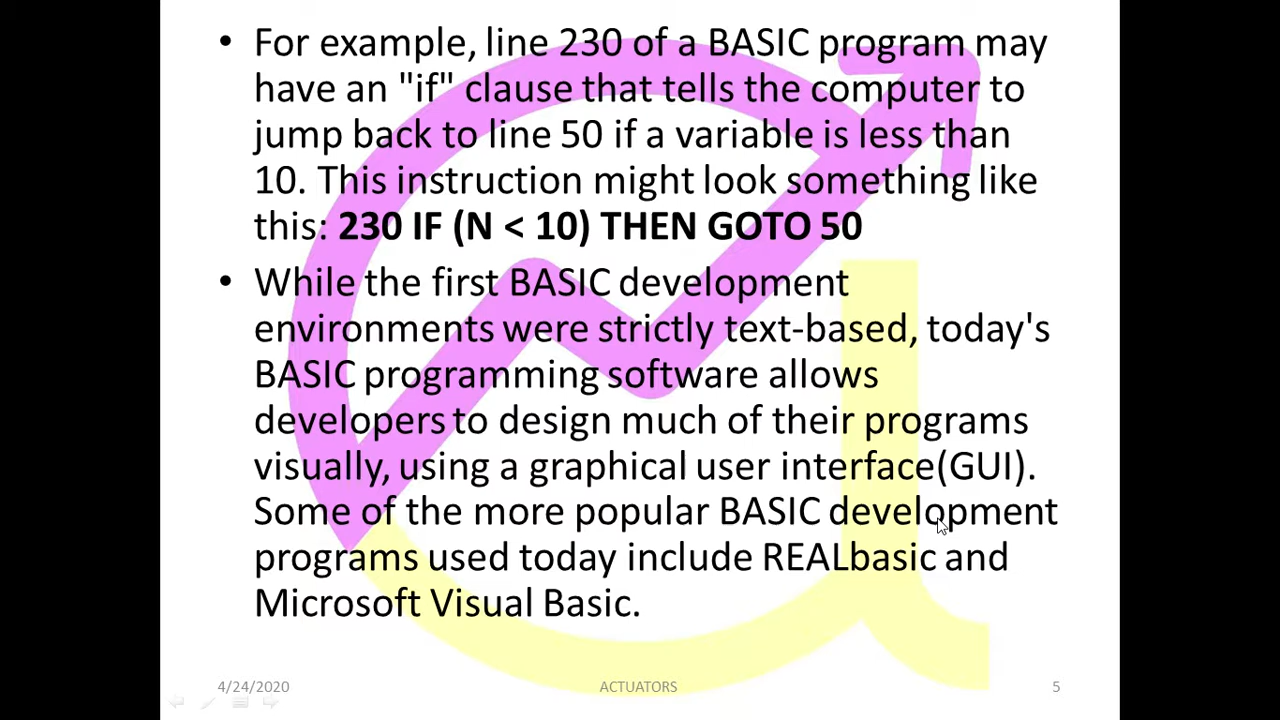 • For example, line 230 of a BASIC program may
have an "if" clause that tells the computer to
jump back to line 50 if a variable is less than
10. This instruction might look something like
this: 230 IF (N < 10) THEN GOTO 50
• While the first BASIC development
environments were strictly text-based, today's
BASIC programming software allows
developers to design much of their programs
visually, using a graphical user interface(GUI).
Some of the more popular BASIC development
programs used today include REALbasic and
Microsoft Visual Basic.
4/24/2020 ACTUATORS 5